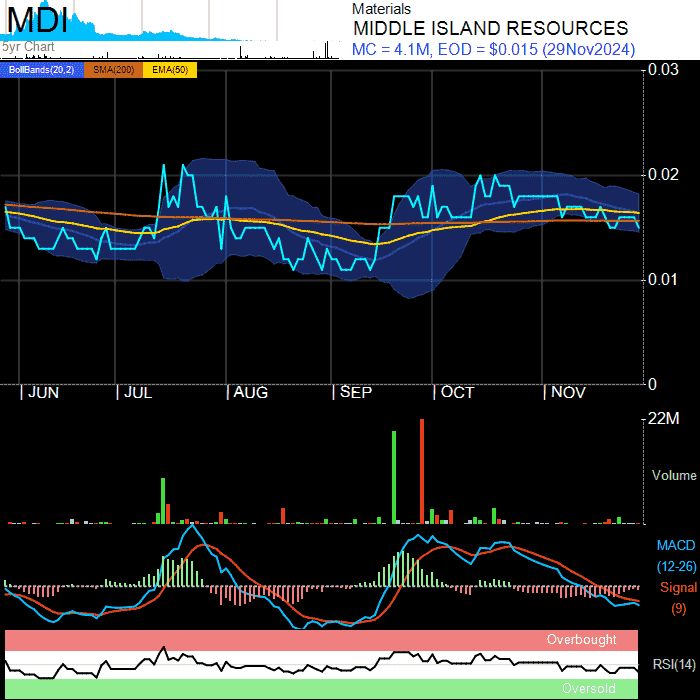 MDI
5yr Chart
Materials
MIDDLE ISLAND RESOURCES
MC = 4.1M, EOD = $0.015 (29Nov2024)
BollBands(20,2) SMA(200) EMA(50)
0.03
0.02
0.01
0
JUN JUL AUG SEP OCT NOV
22M
Volume
MACD
(12-26)
Signal
(9)
Overbought
RSI(14)
Oversold